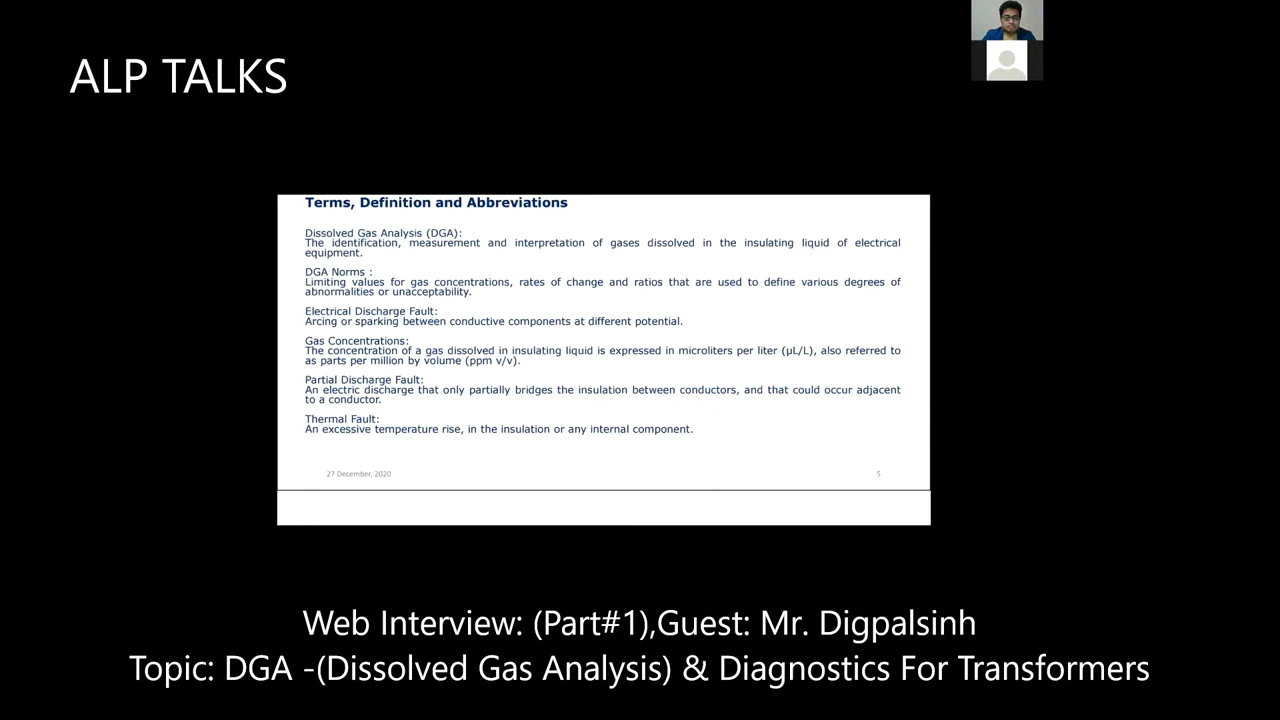 ALP TALKS
Terms, Definition and Abbreviations
Dissolved Gas Analysis (DGA):
The identification, measurement and interpretation of gases dissolved in the insulating liquid of electrical
equipment.
DGA Norms :
Limiting values for gas concentrations, rates of change and ratios that are used to define various degrees of
abnormalities or unacceptability.
Electrical Discharge Fault:
Arcing or sparking between conductive components at different potential.
Gas Concentrations:
The concentration of a gas dissolved in insulating liquid is expressed in microliters per liter (µL/L), also referred to
as parts per million by volume (ppm v/v).
Partial Discharge Fault:
An electric discharge that only partially bridges the insulation between conductors, and that could occur adjacent
to a conductor.
Thermal Fault:
An excessive temperature rise, in the insulation or any internal component.
27 December, 2020 5
Web Interview: (Part#1),Guest: Mr. Digpalsinh
Topic: DGA -(Dissolved Gas Analysis) & Diagnostics For Transformers